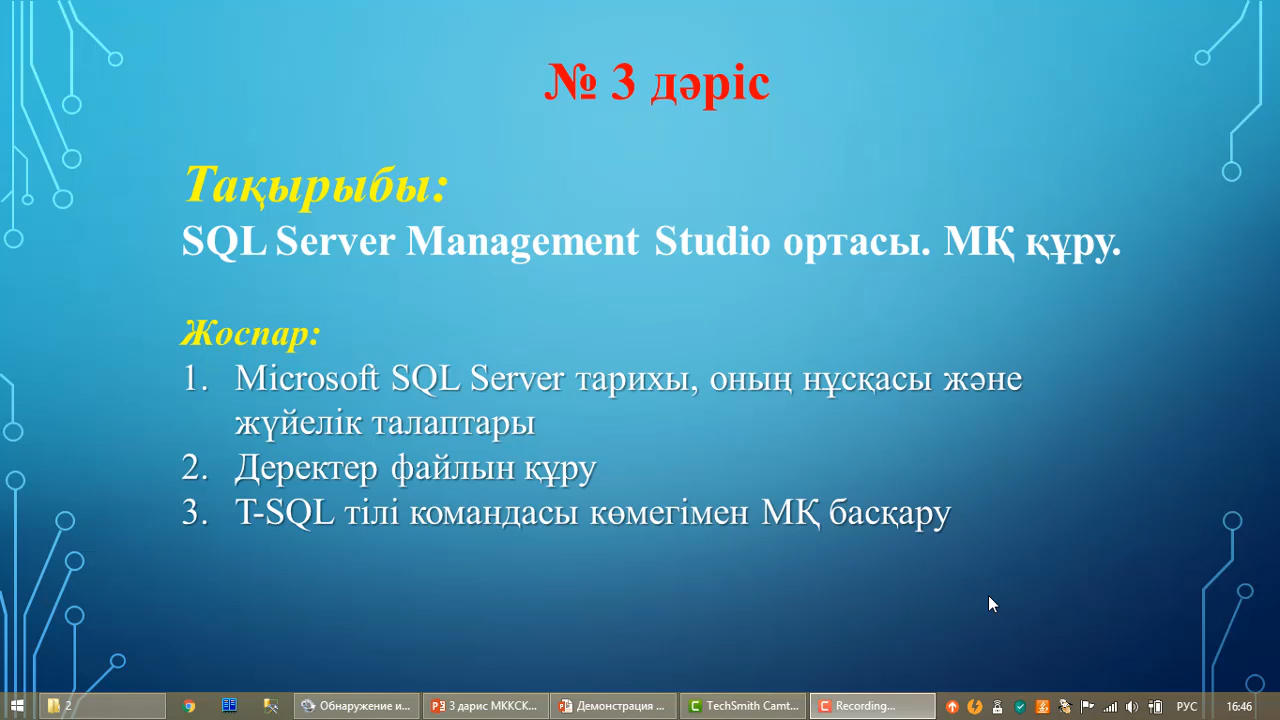 № 3 дәріс
Тақырыбы:
SQL Server Management Studio ортасы. МҚ құру.
Жоспар:
1. Microsoft SQL Server тарихы, оның нұсқасы және
жүйелік талаптары
2. Деректер файлын құру
3. T-SQL тілі командасы көмегімен МҚ басқару
2 Обнаружение и... 3 дарис МККСК... Демонстрация ... TechSmith Camt... Recording... РУС 16:46